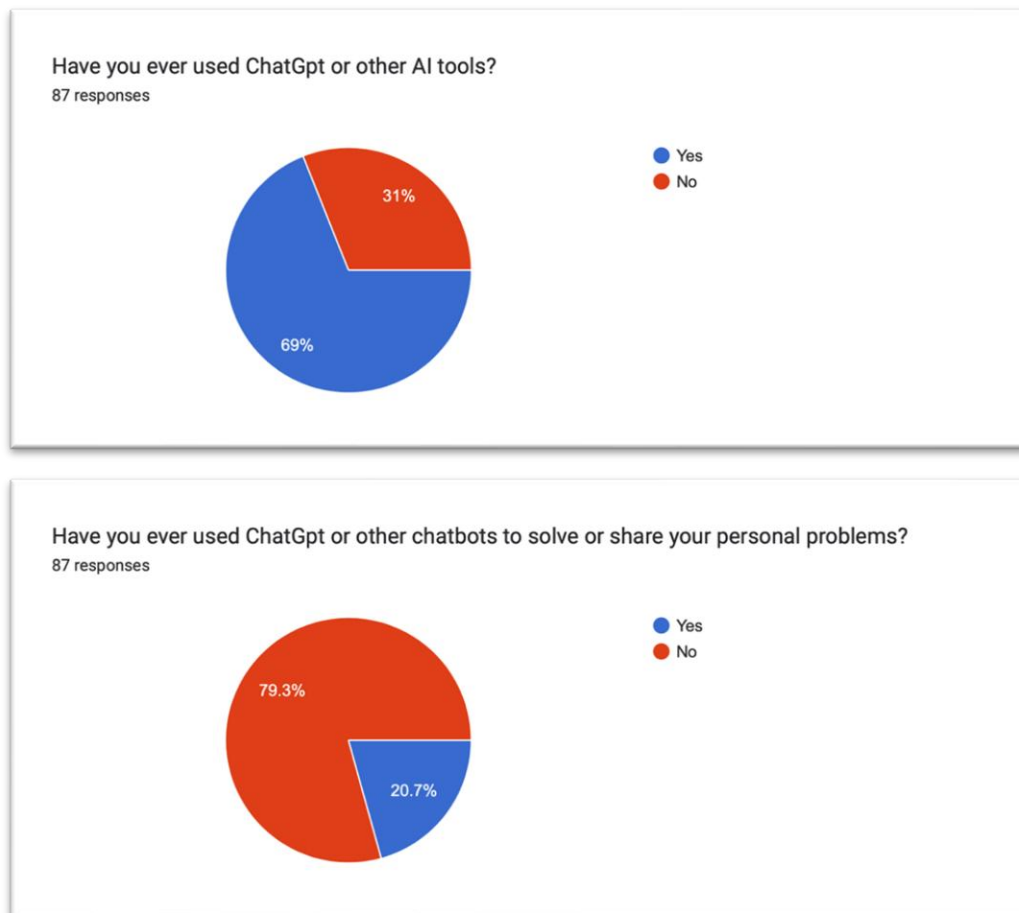 Have you ever used ChatGpt or other AI tools?
87 responses
Yes
No
31%
69%
Have you ever used ChatGpt or other chatbots to solve or share your personal problems?
87 responses
Yes
No
79.3%
20.7%